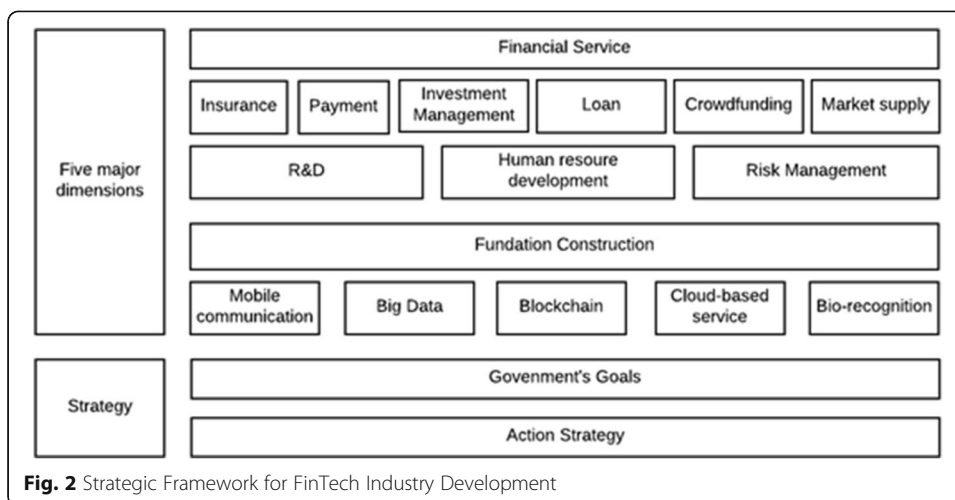 Financial Service
Insurance
Payment
Investment
Management
Loan
Crowdfunding
Market supply
Five major
dimensions
R&D
Human resoure
development
Risk Management
Fundation Construction
Mobile
communication
Big Data
Blockchain
Cloud-based
service
Bio-recognition
Strategy
Govenment's Goals
Action Strategy
Fig. 2 Strategic Framework for FinTech Industry Development